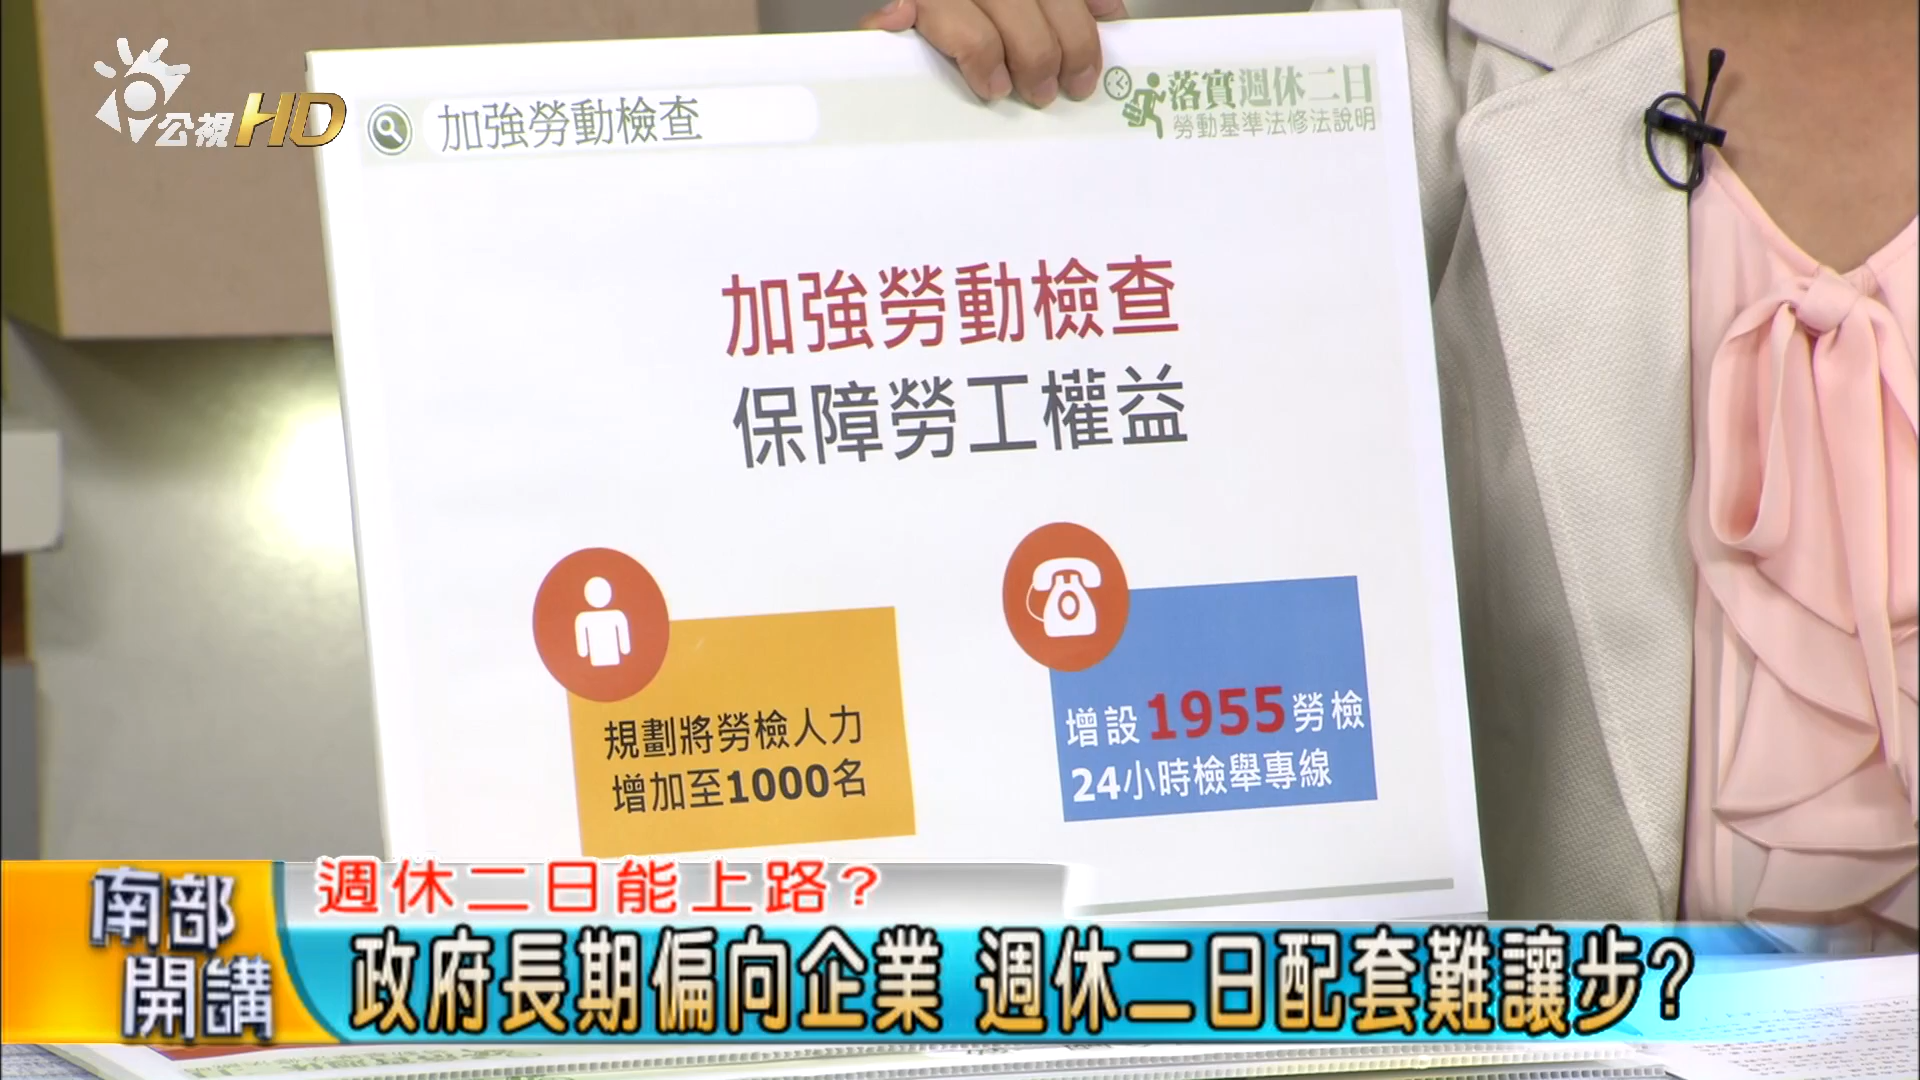 公視HD
加強勞動檢查
落實週休二日
勞動基準法修法說明
加強勞動檢查
保障勞工權益
規劃將勞檢人力
增加至1000名
增設1955勞檢
24小時檢舉專線
週休二日能上路?
南部
開講
政府長期偏向企業 週休二日配套難讓步?